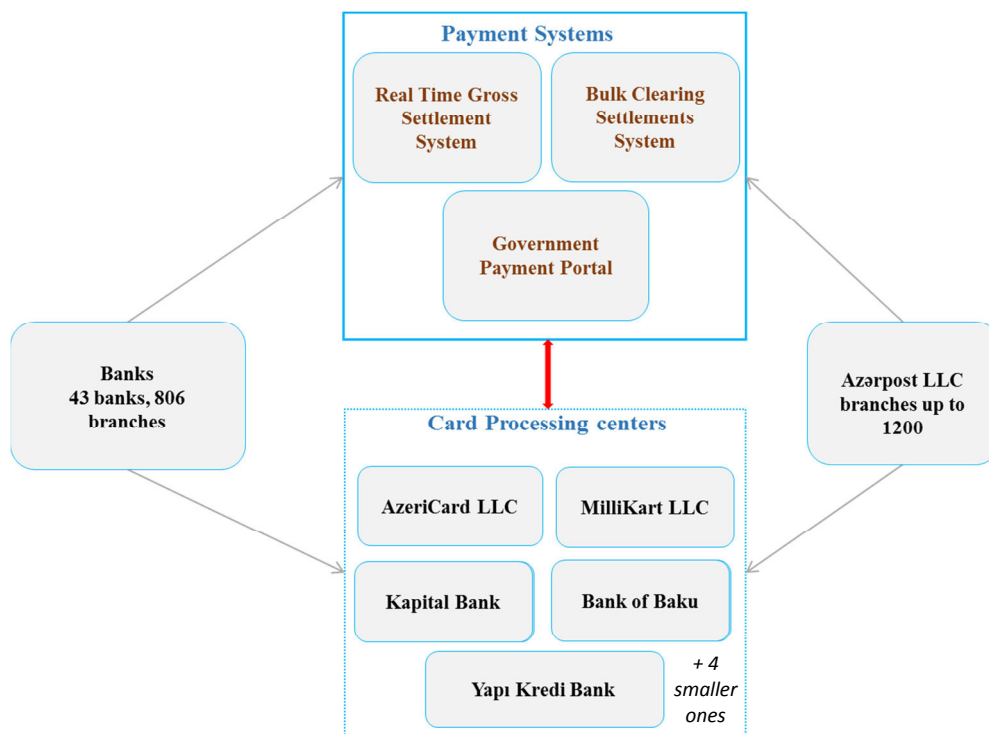 Payment Systems
Real Time Gross
Settlement
System
Bulk Clearing
Settlements
System
Government
Payment Portal
Banks
43 banks, 806
branches
Azərpost LLC
branches up to
1200
Card Processing centers
AzeriCard LLC
MilliKart LLC
Kapital Bank
Bank of Baku
Yapı Kredi Bank
+ 4
smaller
ones